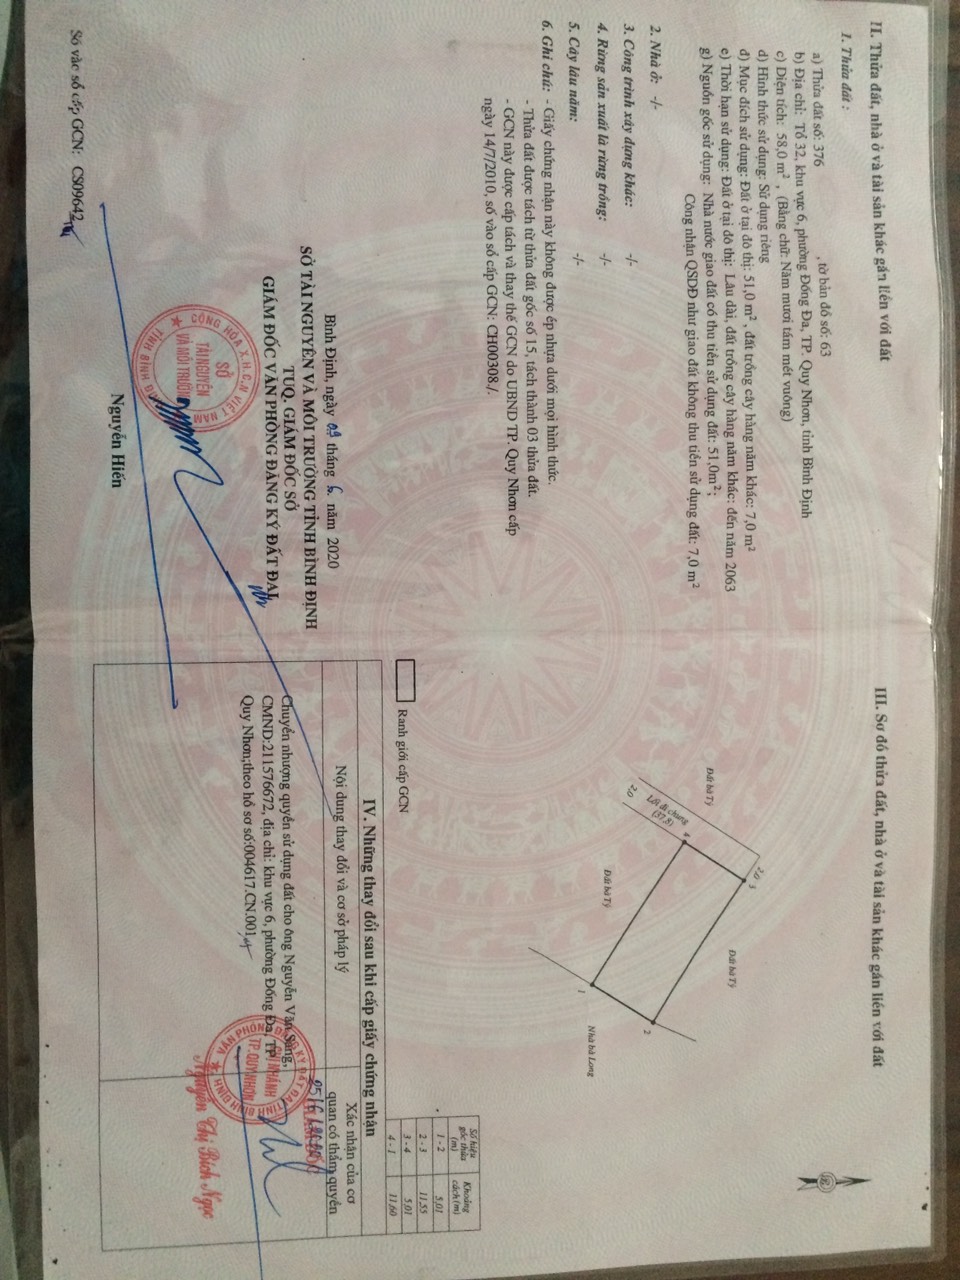 II. Thửa đất, nhà ở và tài sản khác gắn liền với đất
1. Thửa đất :
a) Thửa đất số: 376 , tờ bản đồ số: 63
b) Địa chỉ: Tổ 32, khu vực 6, phường Đống Đa, TP. Quy Nhơn, tỉnh Bình Định
c) Diện tích: 58,0 m² , (Bằng chữ: Năm mươi tám mét vuông)
d) Hình thức sử dụng: Sử dụng riêng
đ) Mục đích sử dụng: Đất ở tại đô thị: 51,0 m² , đất trồng cây hàng năm khác: 7,0 m²
e) Thời hạn sử dụng: Đất ở tại đô thị: Lâu dài, đất trồng cây hàng năm khác: đến năm 2063
g) Nguồn gốc sử dụng: Nhà nước giao đất có thu tiền sử dụng đất: 51,0m²;
Công nhận QSDĐ như giao đất không thu tiền sử dụng đất: 7,0 m²
2. Nhà ở: -/-
3. Công trình xây dựng khác: -/-
4. Rừng sản xuất là rừng trồng: -/-
5. Cây lâu năm: -/-
6. Ghi chú: - Giấy chứng nhận này không được ép nhựa dưới mọi hình thức.
- Thửa đất được tách từ thửa đất gốc số 15, tách thành 03 thửa đất.
- GCN này được cấp tách và thay thế GCN do UBND TP. Quy Nhơn cấp
ngày 14/7/2010, số vào sổ cấp GCN: CH00308./.
Bình Định, ngày 09 tháng 6 năm 2020
SỞ TÀI NGUYÊN VÀ MÔI TRƯỜNG TỈNH BÌNH ĐỊNH
TUQ. GIÁM ĐỐC SỞ
GIÁM ĐỐC VĂN PHÒNG ĐĂNG KÝ ĐẤT ĐAI
CỘNG HÒA X.H.C.N VIỆT NAM
SỞ
TÀI NGUYÊN
VÀ MÔI TRƯỜNG
TỈNH BÌNH ĐỊNH
Nguyễn Hiến
Số vào sổ cấp GCN: CS09642
III. Sơ đồ thửa đất, nhà ở và tài sản khác gắn liền với đất
Đất bà Tý
2.0
Lối đi chung
(37,8)
2.0
3
4
Đất bà Tý
Đất bà Tý
1
2
Nhà bà Long
Số hiệu góc thửa (m) Khoảng cách (m)
1 - 2 5,01
2 - 3 11,55
3 - 4 5,01
4 - 1 11,60
Ranh giới cấp GCN
IV. Những thay đổi sau khi cấp giấy chứng nhận
Nội dung thay đổi và cơ sở pháp lý
Xác nhận của cơ
quan có thẩm quyền
Chuyển nhượng quyền sử dụng đất cho ông Nguyễn Văn Sang,
CMND:211576672, địa chỉ: khu vực 6, phường Đống Đa, TP
Quy Nhơn;theo hồ sơ số:004617.CN.001
VĂN PHÒNG ĐĂNG KÝ ĐẤT ĐAI TỈNH BÌNH ĐỊNH
CHI NHÁNH
TP.QUY NHƠN
Nguyễn Thị Bích Ngọc